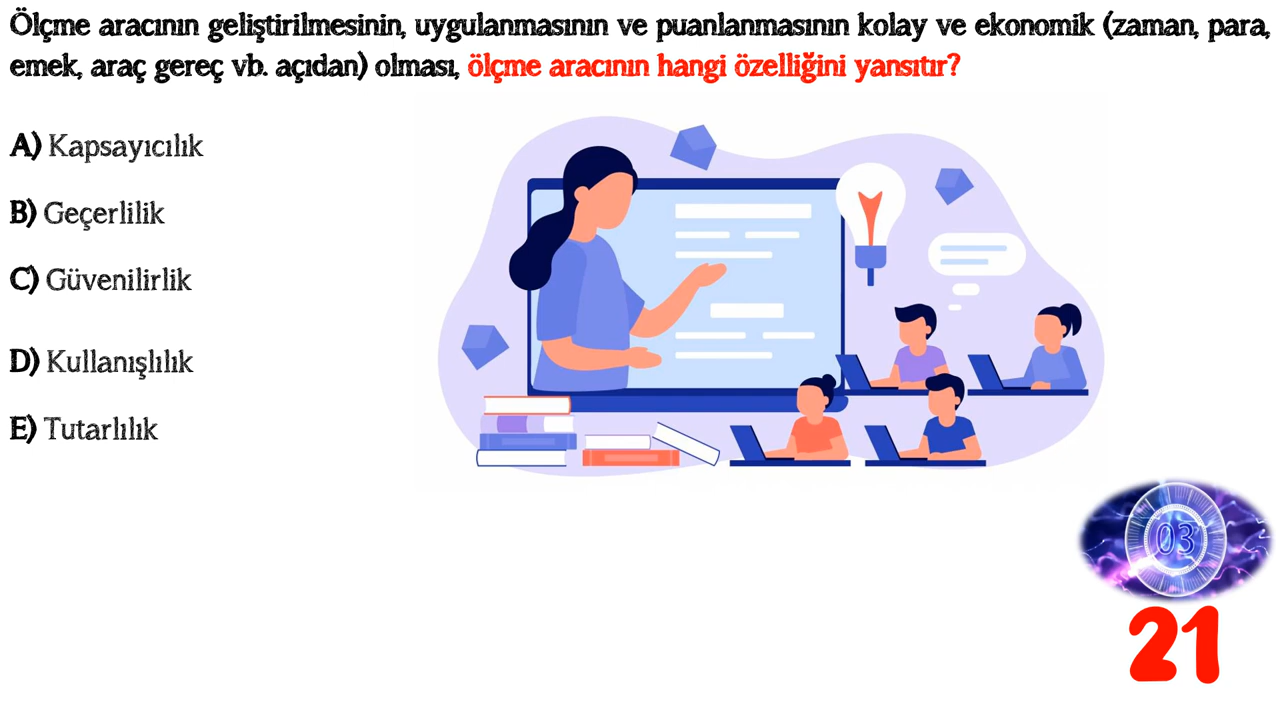 Ölçme aracının geliştirilmesinin, uygulanmasının ve puanlanmasının kolay ve ekonomik (zaman, para,
emek, araç gereç vb. açıdan) olması, ölçme aracının hangi özelliğini yansıtır?
A) Kapsayıcılık
B) Geçerlilik
C) Güvenilirlik
D) Kullanışlılık
E) Tutarlılık
03
21